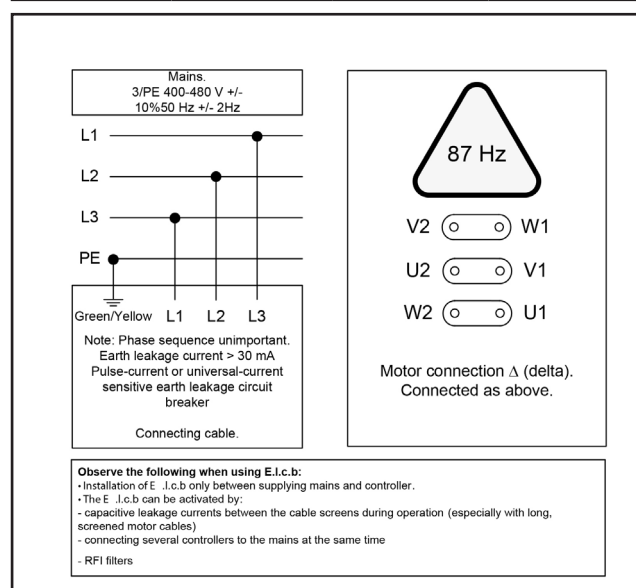 Mains.
3/PE 400-480 V +/-
10%50 Hz +/- 2Hz
L1
L2
L3
PE
Green/Yellow L1 L2 L3
Note: Phase sequence unimportant.
Earth leakage current > 30 mA
Pulse-current or universal-current
sensitive earth leakage circuit
breaker
Connecting cable.
87 Hz
V2 W1
U2 V1
W2 U1
Motor connection Δ (delta).
Connected as above.
Observe the following when using E.l.c.b:
• Installation of E .l.c.b only between supplying mains and controller.
• The E .l.c.b can be activated by:
- capacitive leakage currents between the cable screens during operation (especially with long,
screened motor cables)
- connecting several controllers to the mains at the same time
- RFI filters